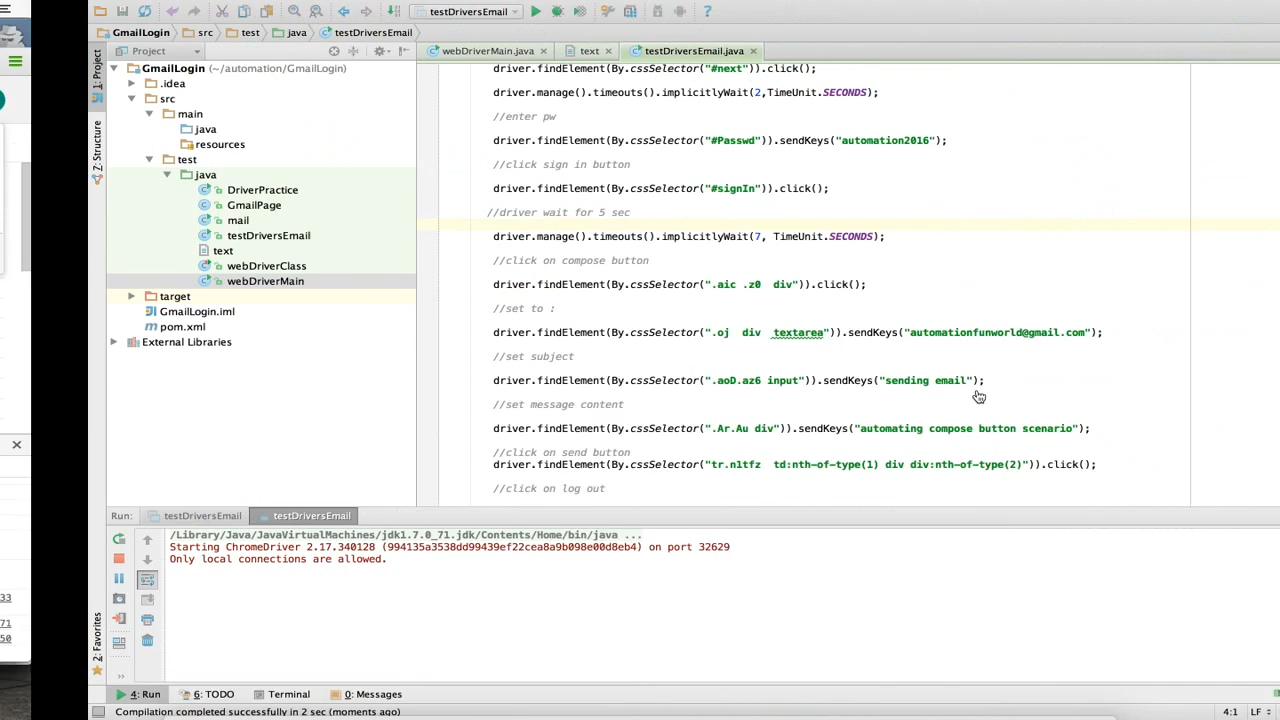 testDriversEmail
GmailLogin
src
test
java
testDriversEmail
Project
webDriverMain.java
text
testDriversEmail.java
1: Project
7: Structure
2: Favorites
GmailLogin (~/automation/GmailLogin)
.idea
src
main
java
resources
test
java
DriverPractice
GmailPage
mail
testDriversEmail
text
webDriverClass
webDriverMain
target
GmailLogin.iml
pom.xml
External Libraries
driver.findElement(By.cssSelector("#next")).click();
driver.manage().timeouts().implicitlyWait(2,TimeUnit.SECONDS);
//enter pw
driver.findElement(By.cssSelector("#Passwd")).sendKeys("automation2016");
//click sign in button
driver.findElement(By.cssSelector("#signIn")).click();
//driver wait for 5 sec
driver.manage().timeouts().implicitlyWait(7, TimeUnit.SECONDS);
//click on compose button
driver.findElement(By.cssSelector(".aic .z0  div")).click();
//set to :
driver.findElement(By.cssSelector(".oj  div  textarea")).sendKeys("automationfunworld@gmail.com");
//set subject
driver.findElement(By.cssSelector(".aoD.az6 input")).sendKeys("sending email");
//set message content
driver.findElement(By.cssSelector(".Ar.Au div")).sendKeys("automating compose button scenario");
//click on send button
driver.findElement(By.cssSelector("tr.n1tfz  td:nth-of-type(1) div div:nth-of-type(2)")).click();
//click on log out
33
71
50
Run:
testDriversEmail
testDriversEmail
/Library/Java/JavaVirtualMachines/jdk1.7.0_71.jdk/Contents/Home/bin/java ...
Starting ChromeDriver 2.17.340128 (994135a3538dd99439ef22cea8a9b098e00d8eb4) on port 32629
Only local connections are allowed.
4: Run
6: TODO
Terminal
0: Messages
Compilation completed successfully in 2 sec (moments ago)
4:1
LF